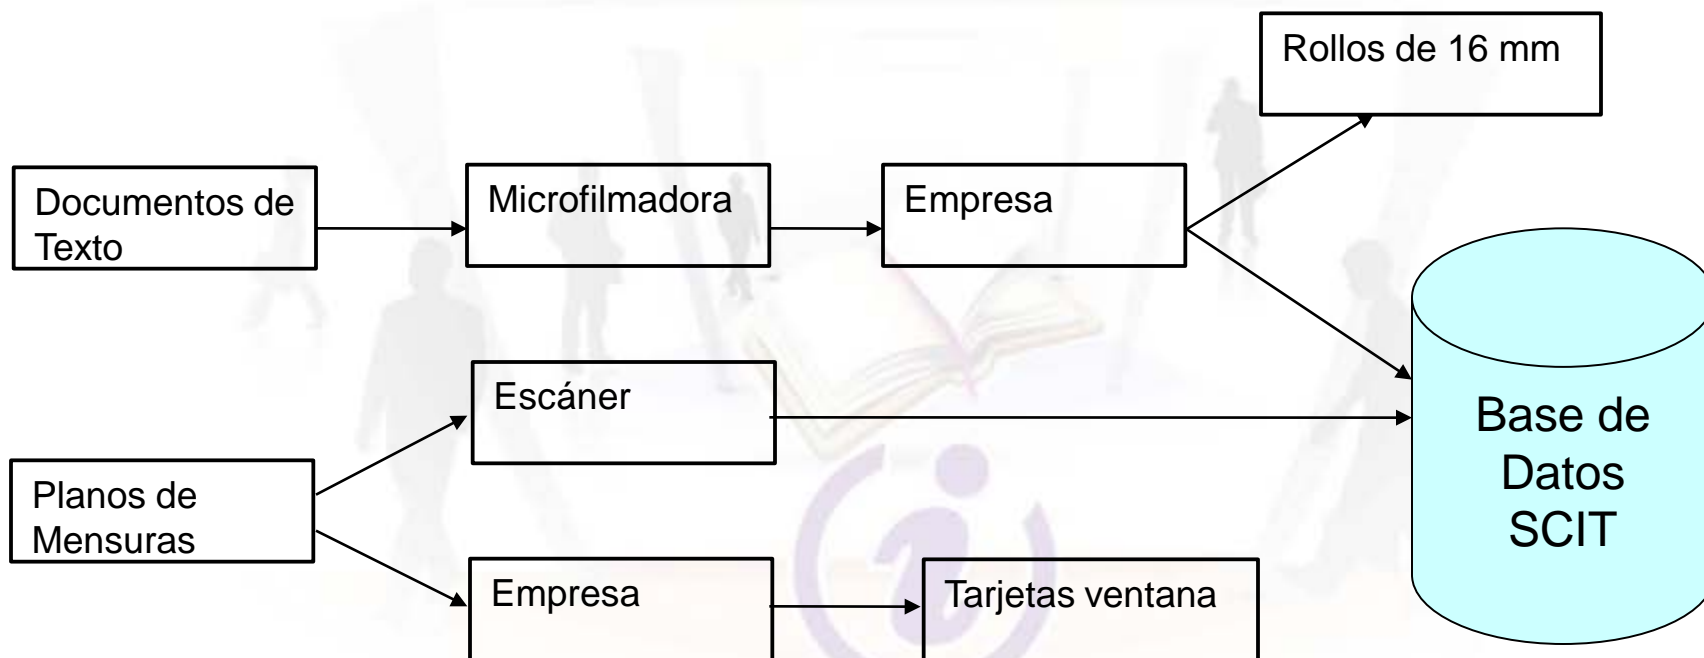 Rollos de 16 mm
Documentos de
Texto
Microfilmadora
Empresa
Escáner
Planos de
Mensuras
Empresa
Tarjetas ventana
Base de
Datos
SCIT